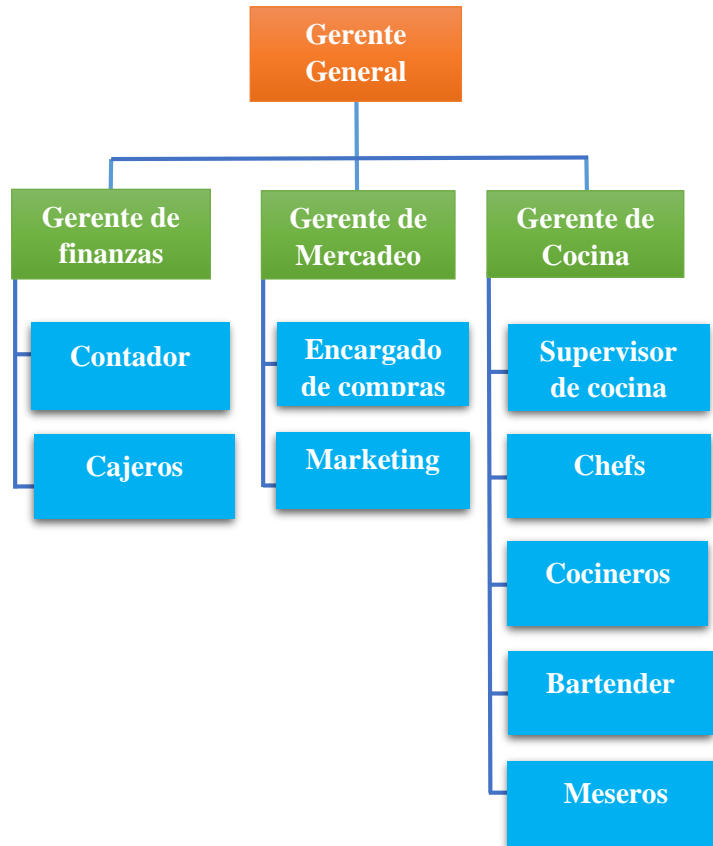 Gerente
General
Gerente de
finanzas
Gerente de
Mercadeo
Gerente de
Cocina
Contador
Encargado
de compras
Supervisor
de cocina
Cajeros
Marketing
Chefs
Cocineros
Bartender
Meseros